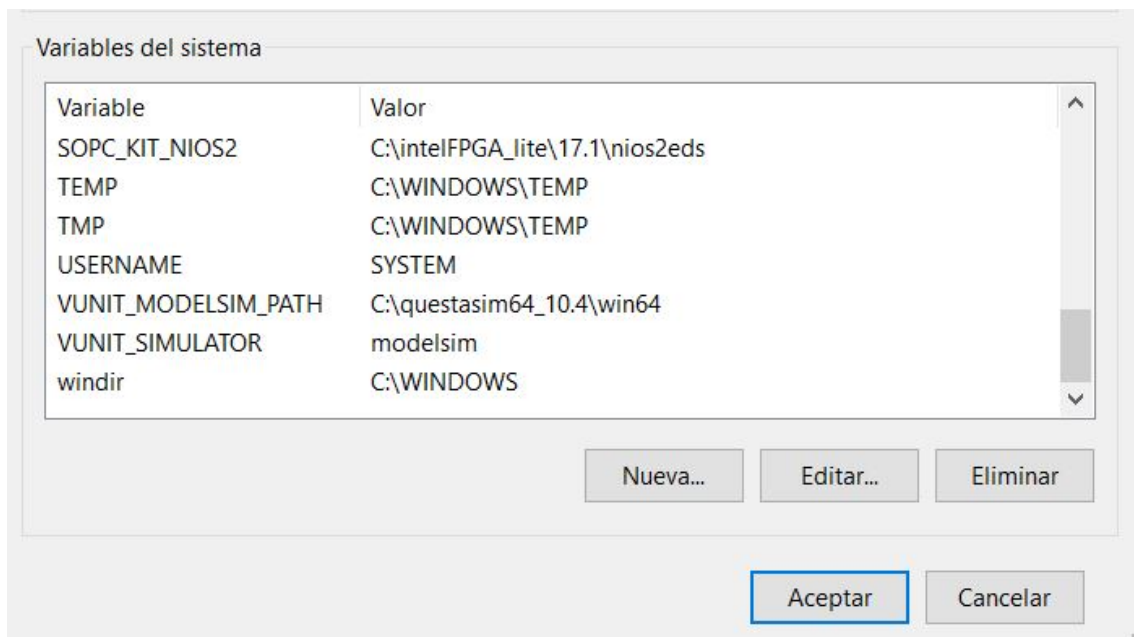 Variables del sistema
Variable Valor
SOPC_KIT_NIOS2 C:\intelFPGA_lite\17.1\nios2eds
TEMP C:\WINDOWS\TEMP
TMP C:\WINDOWS\TEMP
USERNAME SYSTEM
VUNIT_MODELSIM_PATH C:\questasim64_10.4\win64
VUNIT_SIMULATOR modelsim
windir C:\WINDOWS
Nueva... Editar... Eliminar
Aceptar Cancelar